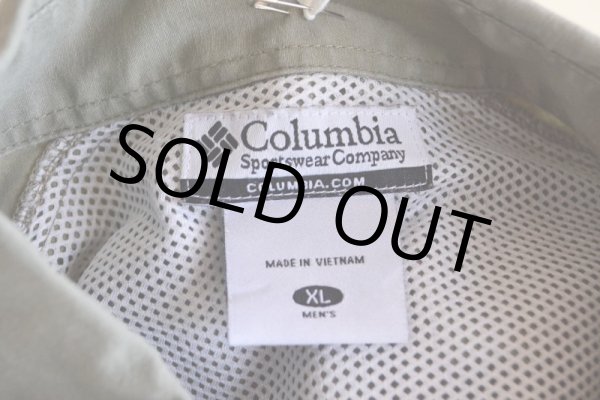 Columbia
Sportswear Company
COLUMBIA.COM
SOLD OUT
MADE IN VIETNAM
XL
MEN'S